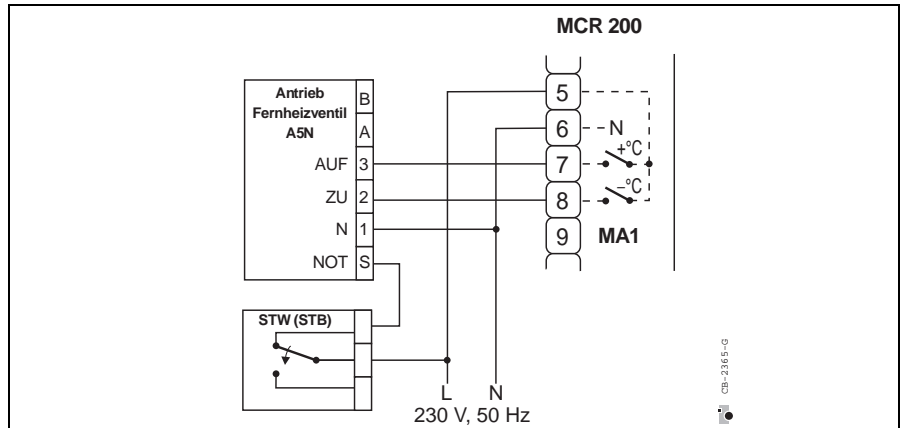 MCR 200
Antrieb
Fernheizventil
A5N
B
A
AUF 3
ZU 2
N 1
NOT S
5
6 N
7 +°C
8 –°C
9 MA1
STW (STB)
L N
230 V, 50 Hz
CB-2365-G